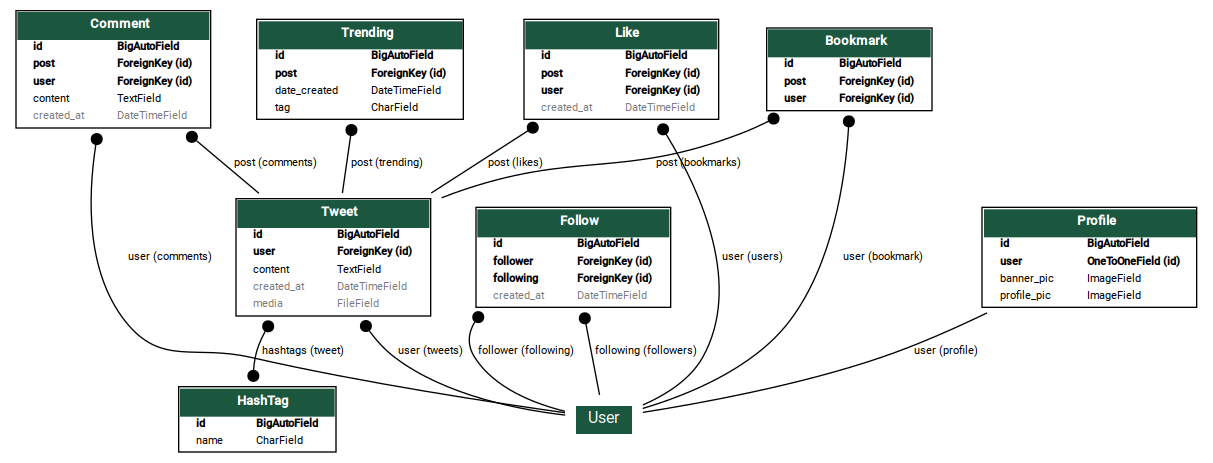 Comment
id BigAutoField
post ForeignKey (id)
user ForeignKey (id)
content TextField
created_at DateTimeField
Trending
id BigAutoField
post ForeignKey (id)
date_created DateTimeField
tag CharField
Like
id BigAutoField
post ForeignKey (id)
user ForeignKey (id)
created_at DateTimeField
Bookmark
id BigAutoField
post ForeignKey (id)
user ForeignKey (id)
post (comments)
post (trending)
post (likes)
post (bookmarks)
Tweet
id BigAutoField
user ForeignKey (id)
content TextField
created_at DateTimeField
media FileField
Follow
id BigAutoField
follower ForeignKey (id)
following ForeignKey (id)
created_at DateTimeField
Profile
id BigAutoField
user OneToOneField (id)
banner_pic ImageField
profile_pic ImageField
user (comments)
user (users)
user (bookmark)
hashtags (tweet)
user (tweets)
follower (following)
following (followers)
user (profile)
HashTag
id BigAutoField
name CharField
User